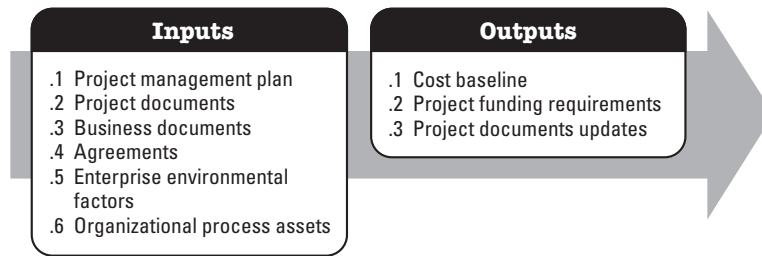 Inputs
.1 Project management plan
.2 Project documents
.3 Business documents
.4 Agreements
.5 Enterprise environmental
factors
.6 Organizational process assets
Outputs
.1 Cost baseline
.2 Project funding requirements
.3 Project documents updates